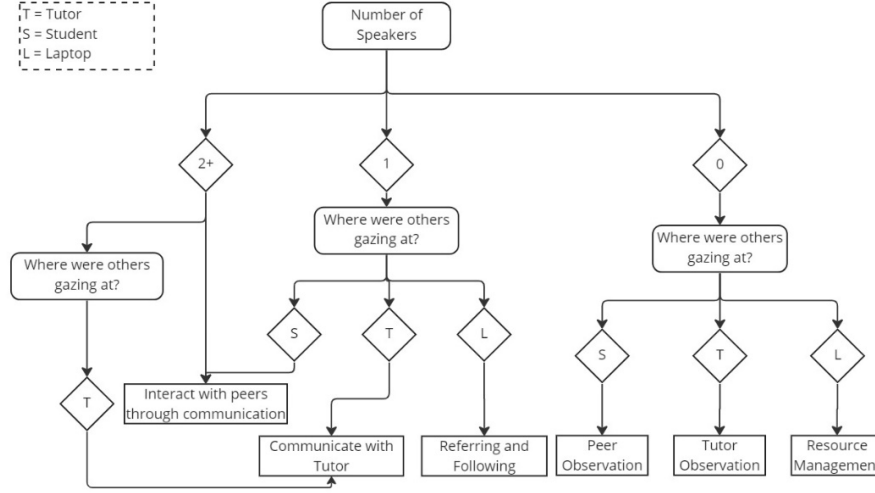 T = Tutor
S = Student
L = Laptop
Number of
Speakers
2+
1
0
Where were others
gazing at?
Where were others
gazing at?
Where were others
gazing at?
S
T
L
S
T
L
T
Interact with peers
through communication
Communicate with
Tutor
Referring and
Following
Peer
Observation
Tutor
Observation
Resource
Management